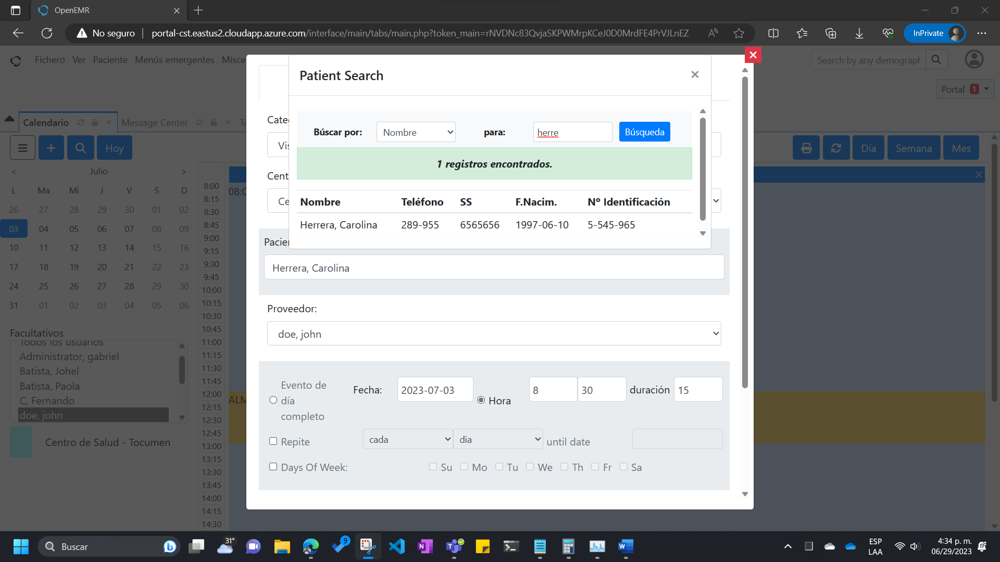 OpenEMR
No seguro
portal-cst.eastus2.cloudapp.azure.com/interface/main/tabs/main.php?token_main=rNVDNc83QvjaSKPWMrpKCeJ0D0MrdFE4PrVJLnEZ
InPrivate
Fichero Ver Paciente Menús emergentes Misce
Search by any demograph
Portal 1
Calendario
Message Center
Ta
Hoy
Día Semana Mes
< Julio >
L Ma Mi J V S D
26 27 28 29 30 01 02
03 04 05 06 07 08 09
10 11 12 13 14 15 16
17 18 19 20 21 22 23
24 25 26 27 28 29 30
31 01 02 03 04 05 06
Facultativos
Todos los usuarios
Administrator, gabriel
Batista, Johel
Batista, Paola
C, Fernando
doe, john
Centro de Salud - Tocumen
8:00
8:15
8:30
8:45
9:00
9:15
9:30
9:45
10:00
10:15
10:30
10:45
11:00
11:15
11:30
11:45
12:00
12:15
12:30
12:45
13:00
13:15
13:30
13:45
14:00
14:15
14:30
08:0
ALM
Patient Search
Búscar por: Nombre para: herre Búsqueda
1 registros encontrados.
Nombre Teléfono SS F.Nacim. Nº Identificación
Herrera, Carolina 289-955 6565656 1997-06-10 5-545-965
Cate
Vis
Cent
Ce
Pacie
Herrera, Carolina
Proveedor:
doe, john
Evento de día completo
Fecha: 2023-07-03
Hora 8 30 duración 15
Repite cada dia until date
Days Of Week: Su Mo Tu We Th Fr Sa
Buscar
31°
9
ESP
LAA
4:34 p. m.
06/29/2023